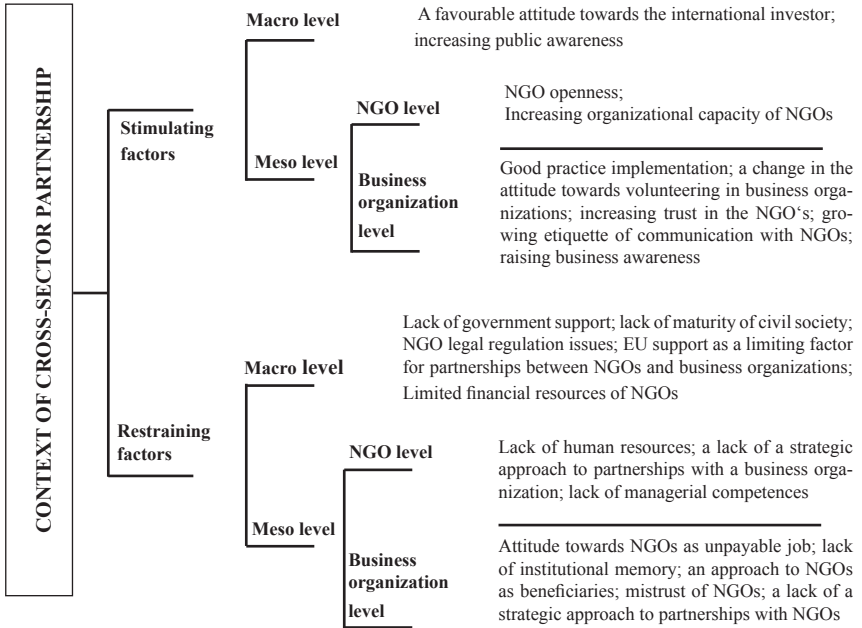 CONTEXT OF CROSS-SECTOR PARTNERSHIP
Stimulating
factors
Macro level
A favourable attitude towards the international investor;
increasing public awareness
Meso level
NGO level
NGO openness;
Increasing organizational capacity of NGOs
Business
organization
level
Good practice implementation; a change in the
attitude towards volunteering in business orga-
nizations; increasing trust in the NGO‘s; gro-
wing etiquette of communication with NGOs;
raising business awareness
Restraining
factors
Macro level
Lack of government support; lack of maturity of civil society;
NGO legal regulation issues; EU support as a limiting factor
for partnerships between NGOs and business organizations;
Limited financial resources of NGOs
Meso level
NGO level
Lack of human resources; a lack of a strategic
approach to partnerships with a business orga-
nization; lack of managerial competences
Business
organization
level
Attitude towards NGOs as unpayable job; lack
of institutional memory; an approach to NGOs
as beneficiaries; mistrust of NGOs; a lack of a
strategic approach to partnerships with NGOs